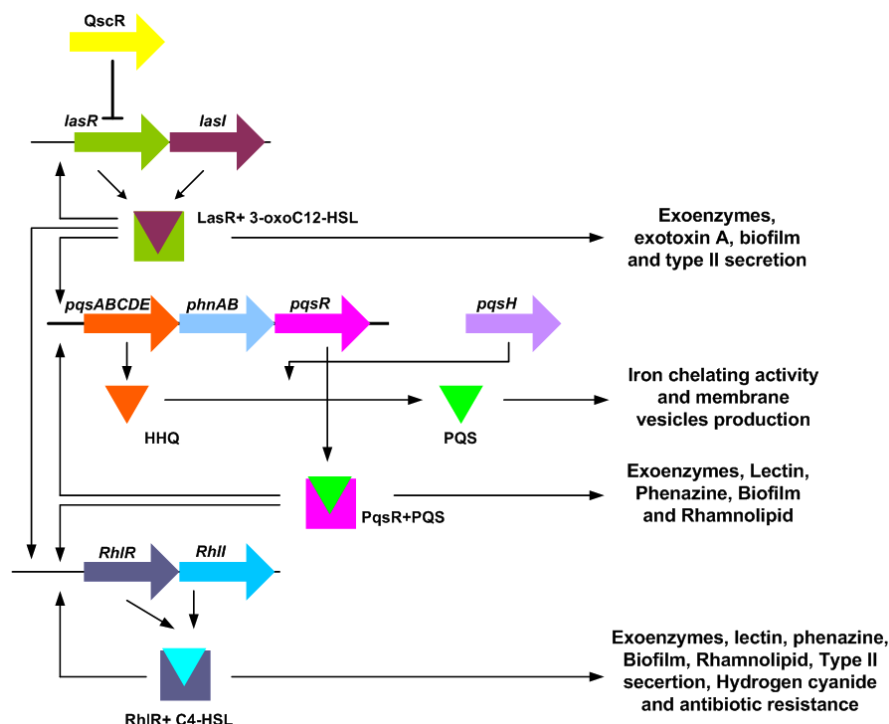 QscR
lasR
lasI
LasR+ 3-oxoC12-HSL
Exoenzymes,
exotoxin A, biofilm
and type II secretion
pqsABCDE
phnAB
pqsR
pqsH
HHQ
PQS
Iron chelating activity
and membrane
vesicles production
PqsR+PQS
Exoenzymes, Lectin,
Phenazine, Biofilm
and Rhamnolipid
RhlR
RhlI
RhlR+ C4-HSL
Exoenzymes, lectin, phenazine,
Biofilm, Rhamnolipid, Type II
secertion, Hydrogen cyanide
and antibiotic resistance